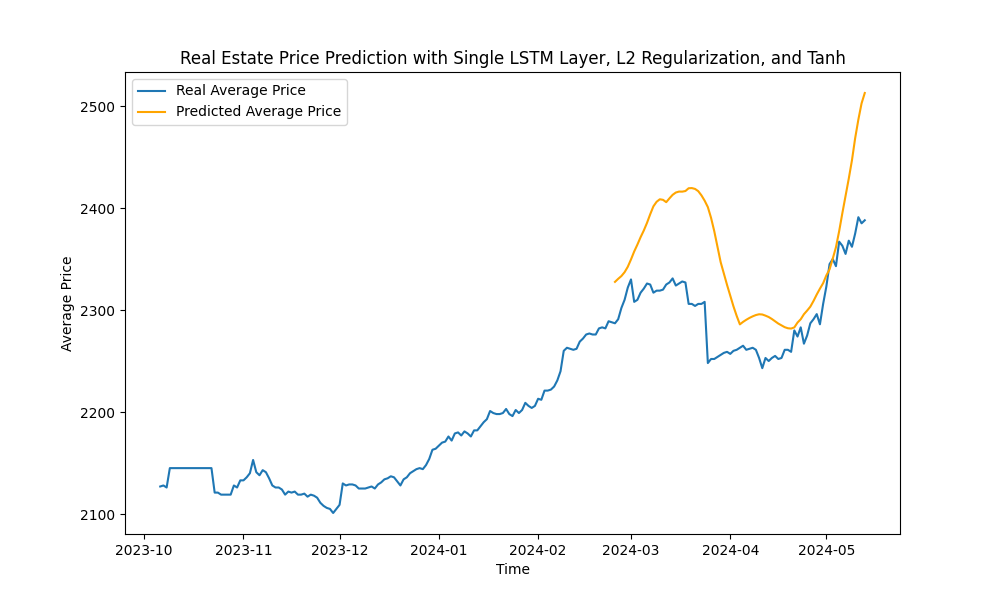 Real Estate Price Prediction with Single LSTM Layer, L2 Regularization, and Tanh
Real Average Price
Predicted Average Price
Average Price
2500
2400
2300
2200
2100
2023-10 2023-11 2023-12 2024-01 2024-02 2024-03 2024-04 2024-05
Time